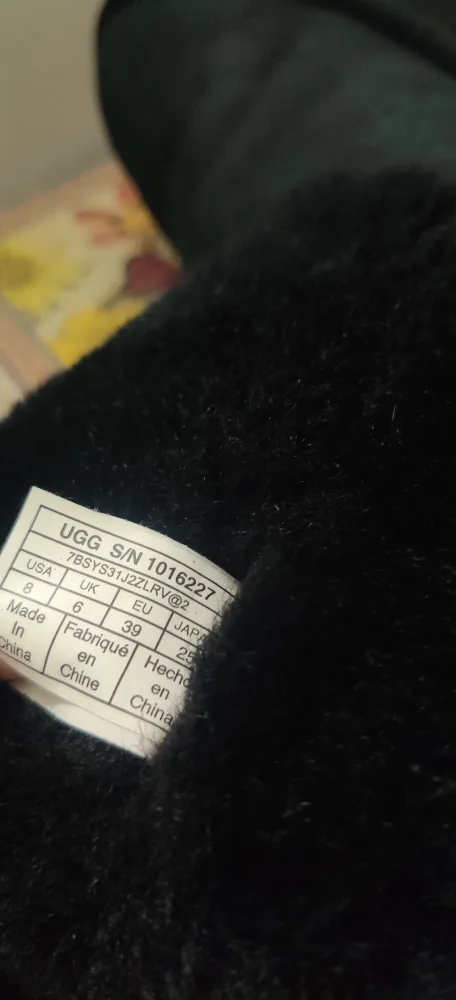 UGG S/N 1016227
7BSYS31J2ZLRV@2
USA UK EU
8 6 39 25
Made Fabriqué Hecho
In en en
China Chine China